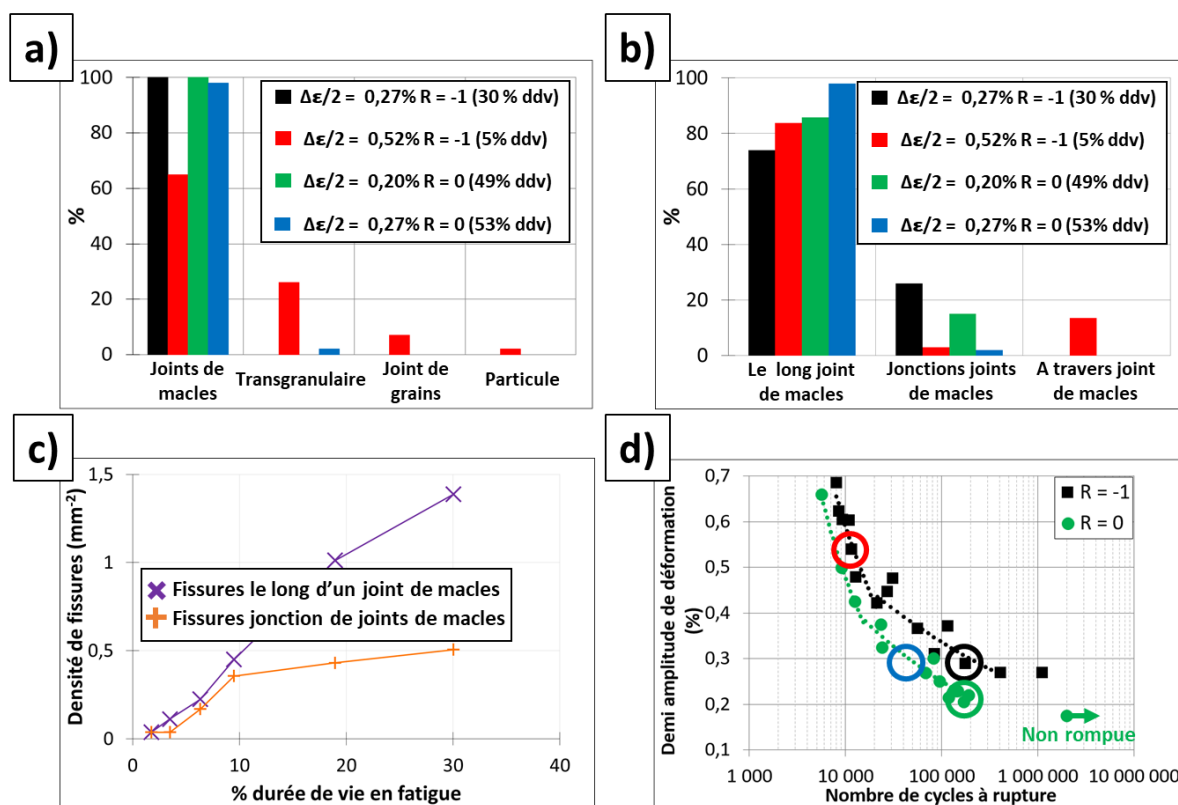 a)
100
80
60
40
20
0
%
Δε/2 = 0,27% R = -1 (30 % ddv)
Δε/2 = 0,52% R = -1 (5% ddv)
Δε/2 = 0,20% R = 0 (49% ddv)
Δε/2 = 0,27% R = 0 (53% ddv)
Joints de
macles
Transgranulaire
Joint de
grains
Particule
b)
100
80
60
40
20
0
%
Δε/2 = 0,27% R = -1 (30 % ddv)
Δε/2 = 0,52% R = -1 (5% ddv)
Δε/2 = 0,20% R = 0 (49% ddv)
Δε/2 = 0,27% R = 0 (53% ddv)
Le long joint
de macles
Jonctions joints
de macles
A travers joint
de macles
c)
Densité de fissures (mm-2)
1,5
1
0,5
0
Fissures le long d'un joint de macles
Fissures jonction de joints de macles
0 10 20 30 40
% durée de vie en fatigue
d)
Demi amplitude de déformation
(%)
0,7
0,6
0,5
0,4
0,3
0,2
0,1
R = -1
R = 0
Non rompue
1 000 10 000 100 000 1 000 000 10 000 000
Nombre de cycles à rupture